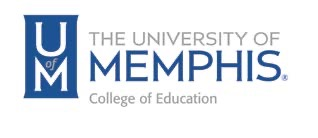 U
of
M
THE UNIVERSITY OF
MEMPHIS®
College of Education